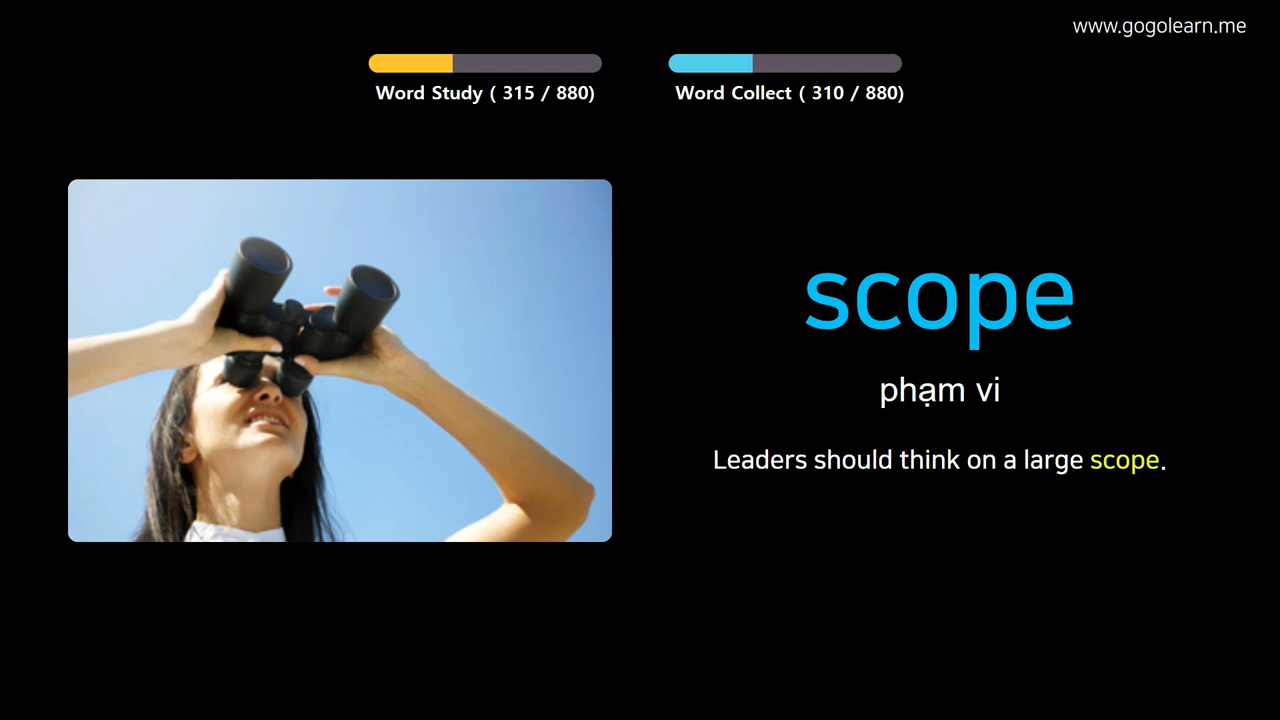 www.gogolearn.me
Word Study ( 315 / 880)
Word Collect ( 310 / 880)
scope
phạm vi
Leaders should think on a large scope.